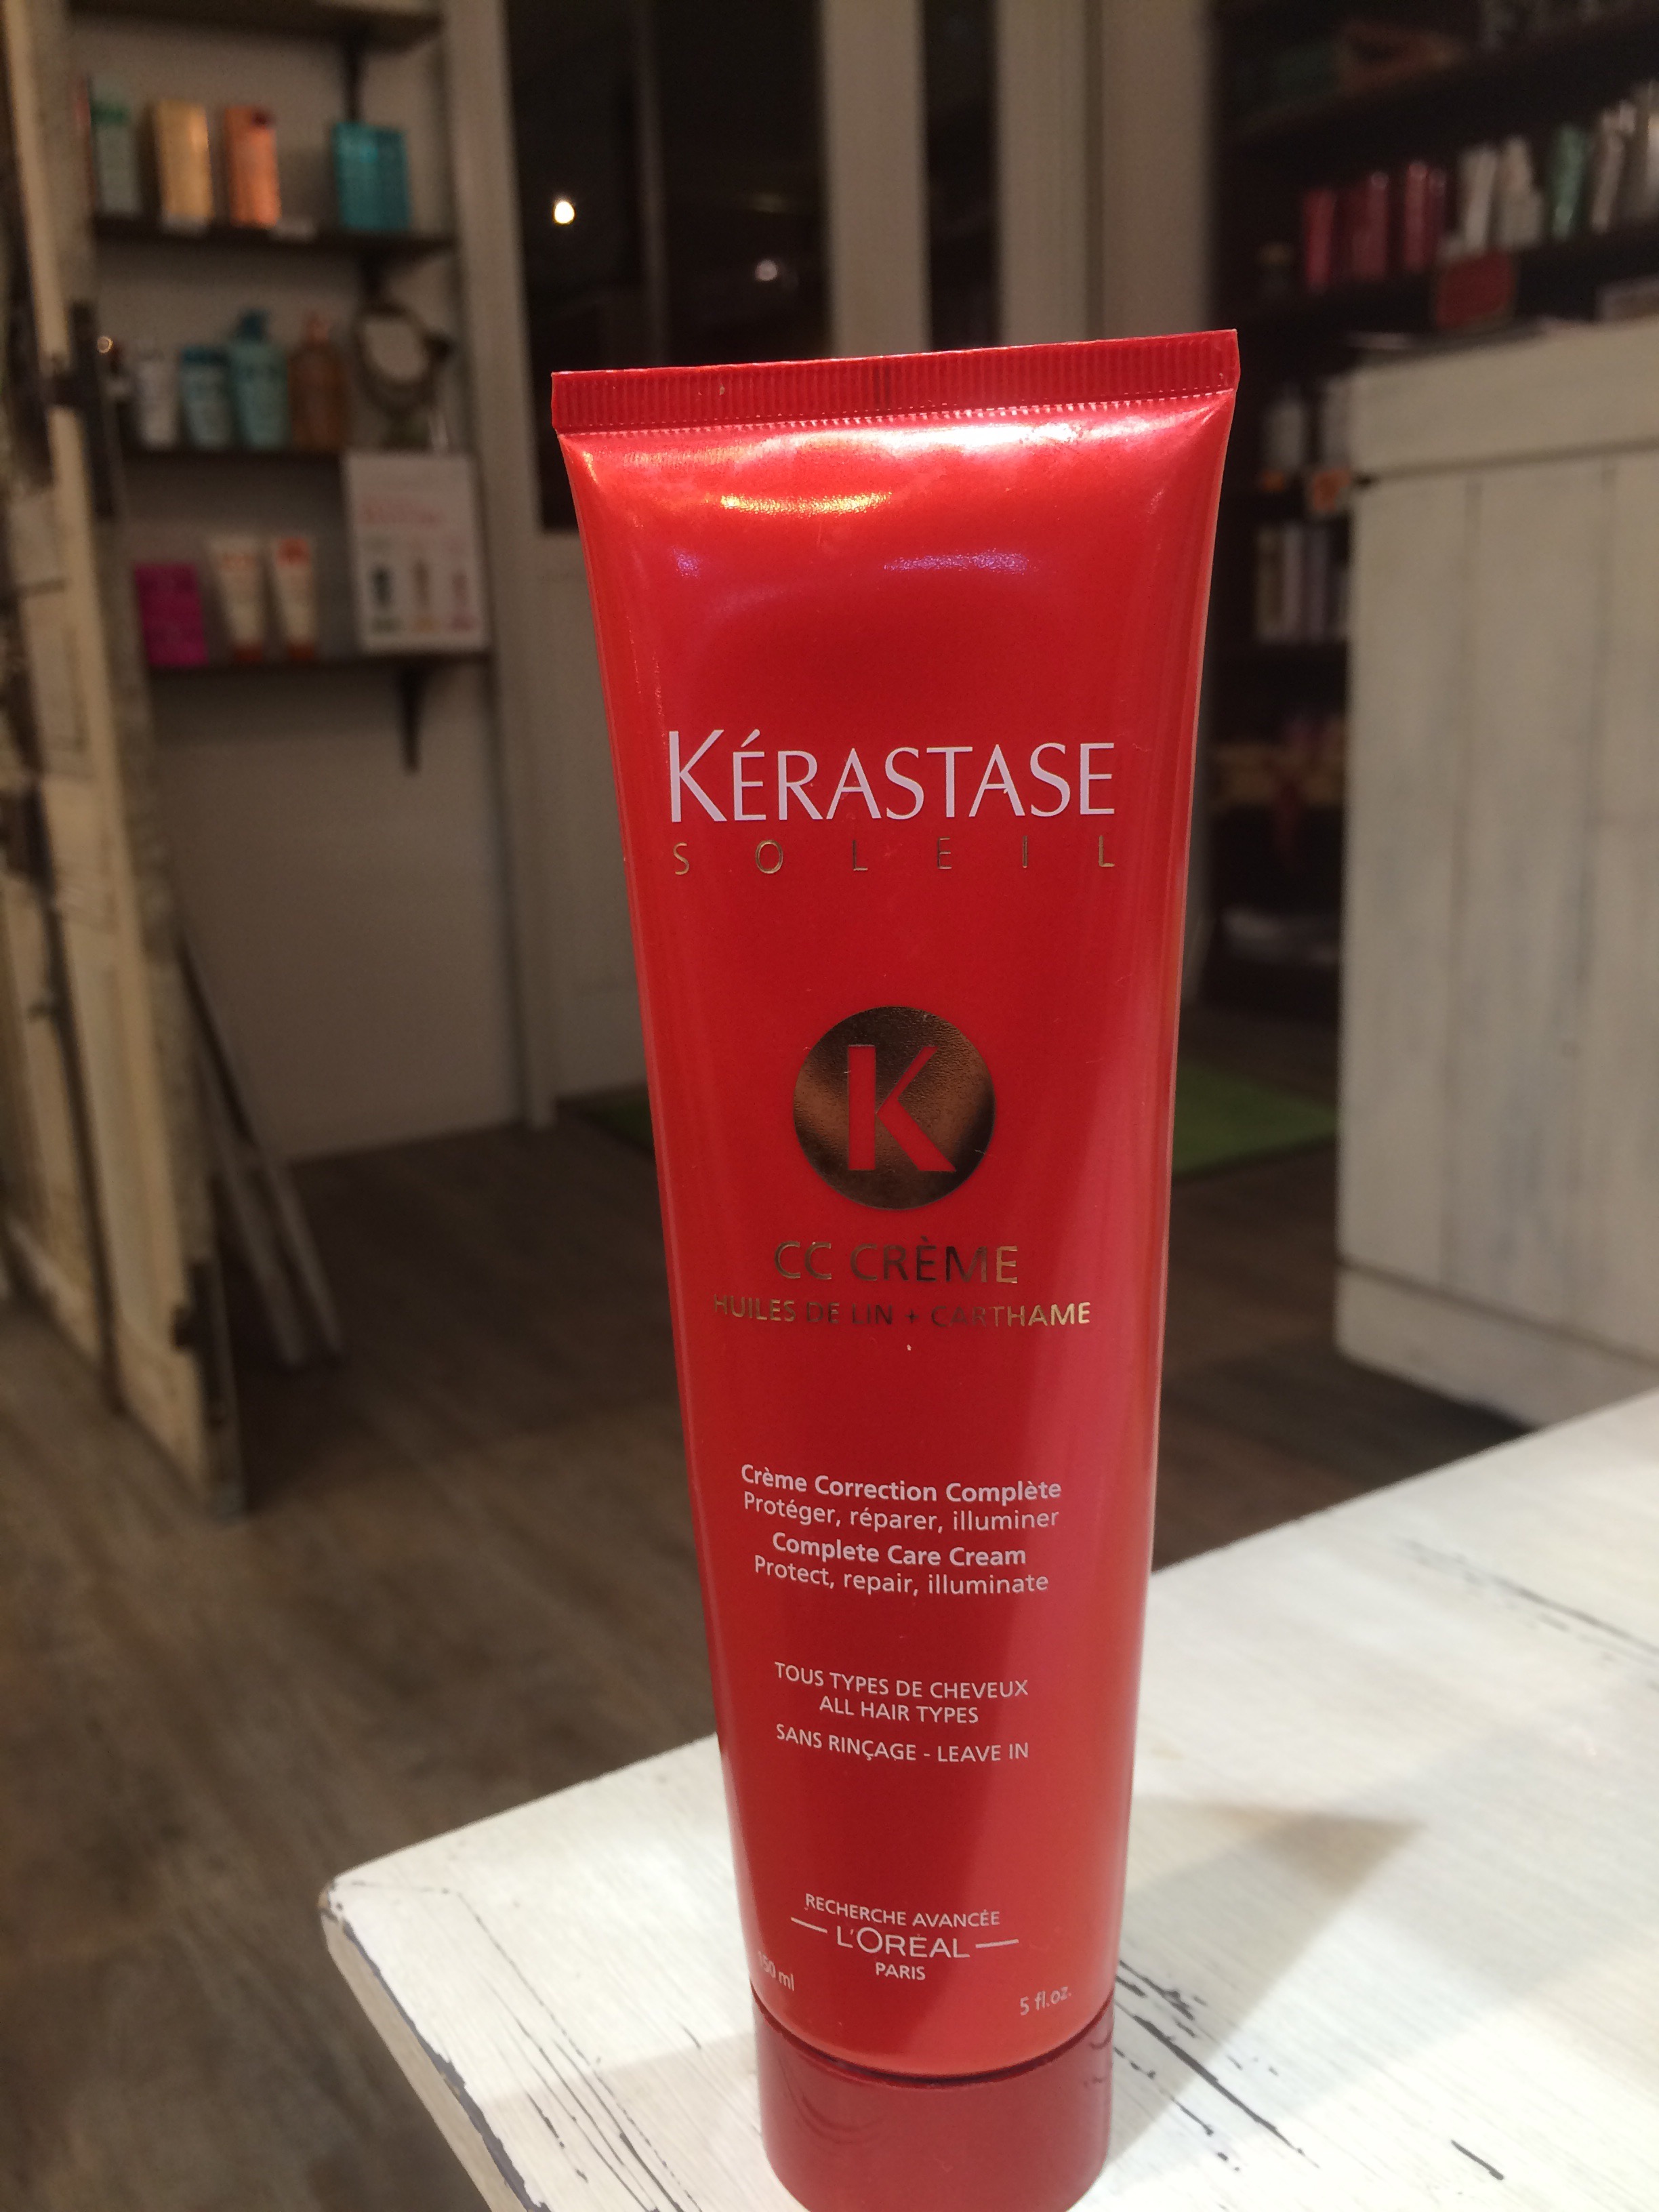 KÉRASTASE
SOLEIL
K
CC CRÈME
HUILES DE LIN + CARTHAME
Crème Correction Complète
Protéger, réparer, illuminer
Complete Care Cream
Protect, repair, illuminate
TOUS TYPES DE CHEVEUX
ALL HAIR TYPES
SANS RINÇAGE - LEAVE IN
RECHERCHE AVANCÉE
L'ORÉAL
PARIS
150 ml
5 fl.oz.